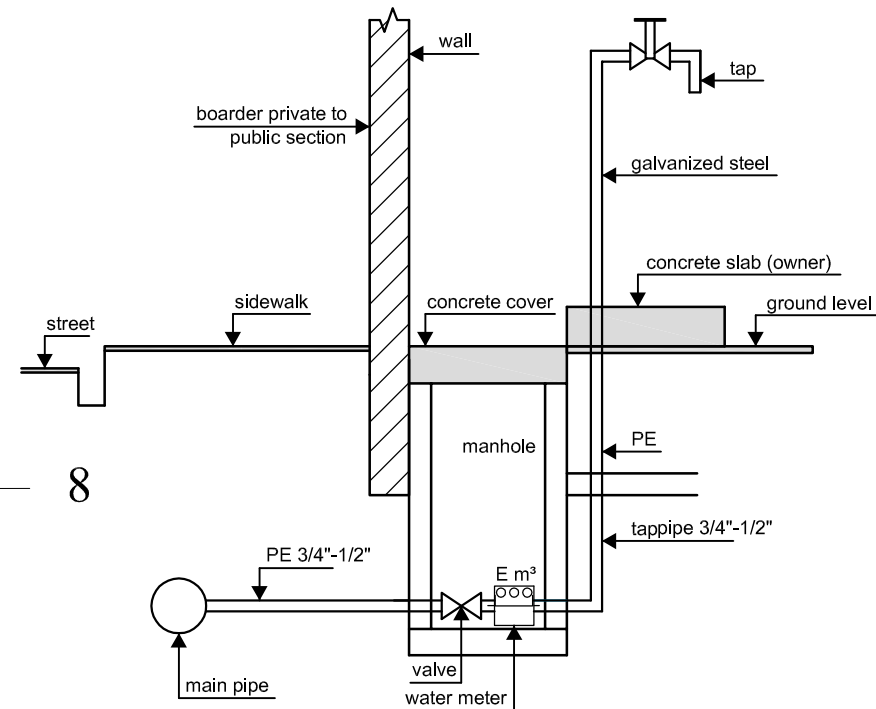 wall
tap
boarder private to
public section
galvanized steel
concrete slab (owner)
sidewalk
concrete cover
ground level
street
manhole
PE
8
tappipe 3/4"-1/2"
PE 3/4"-1/2"
E m³
valve
main pipe
water meter